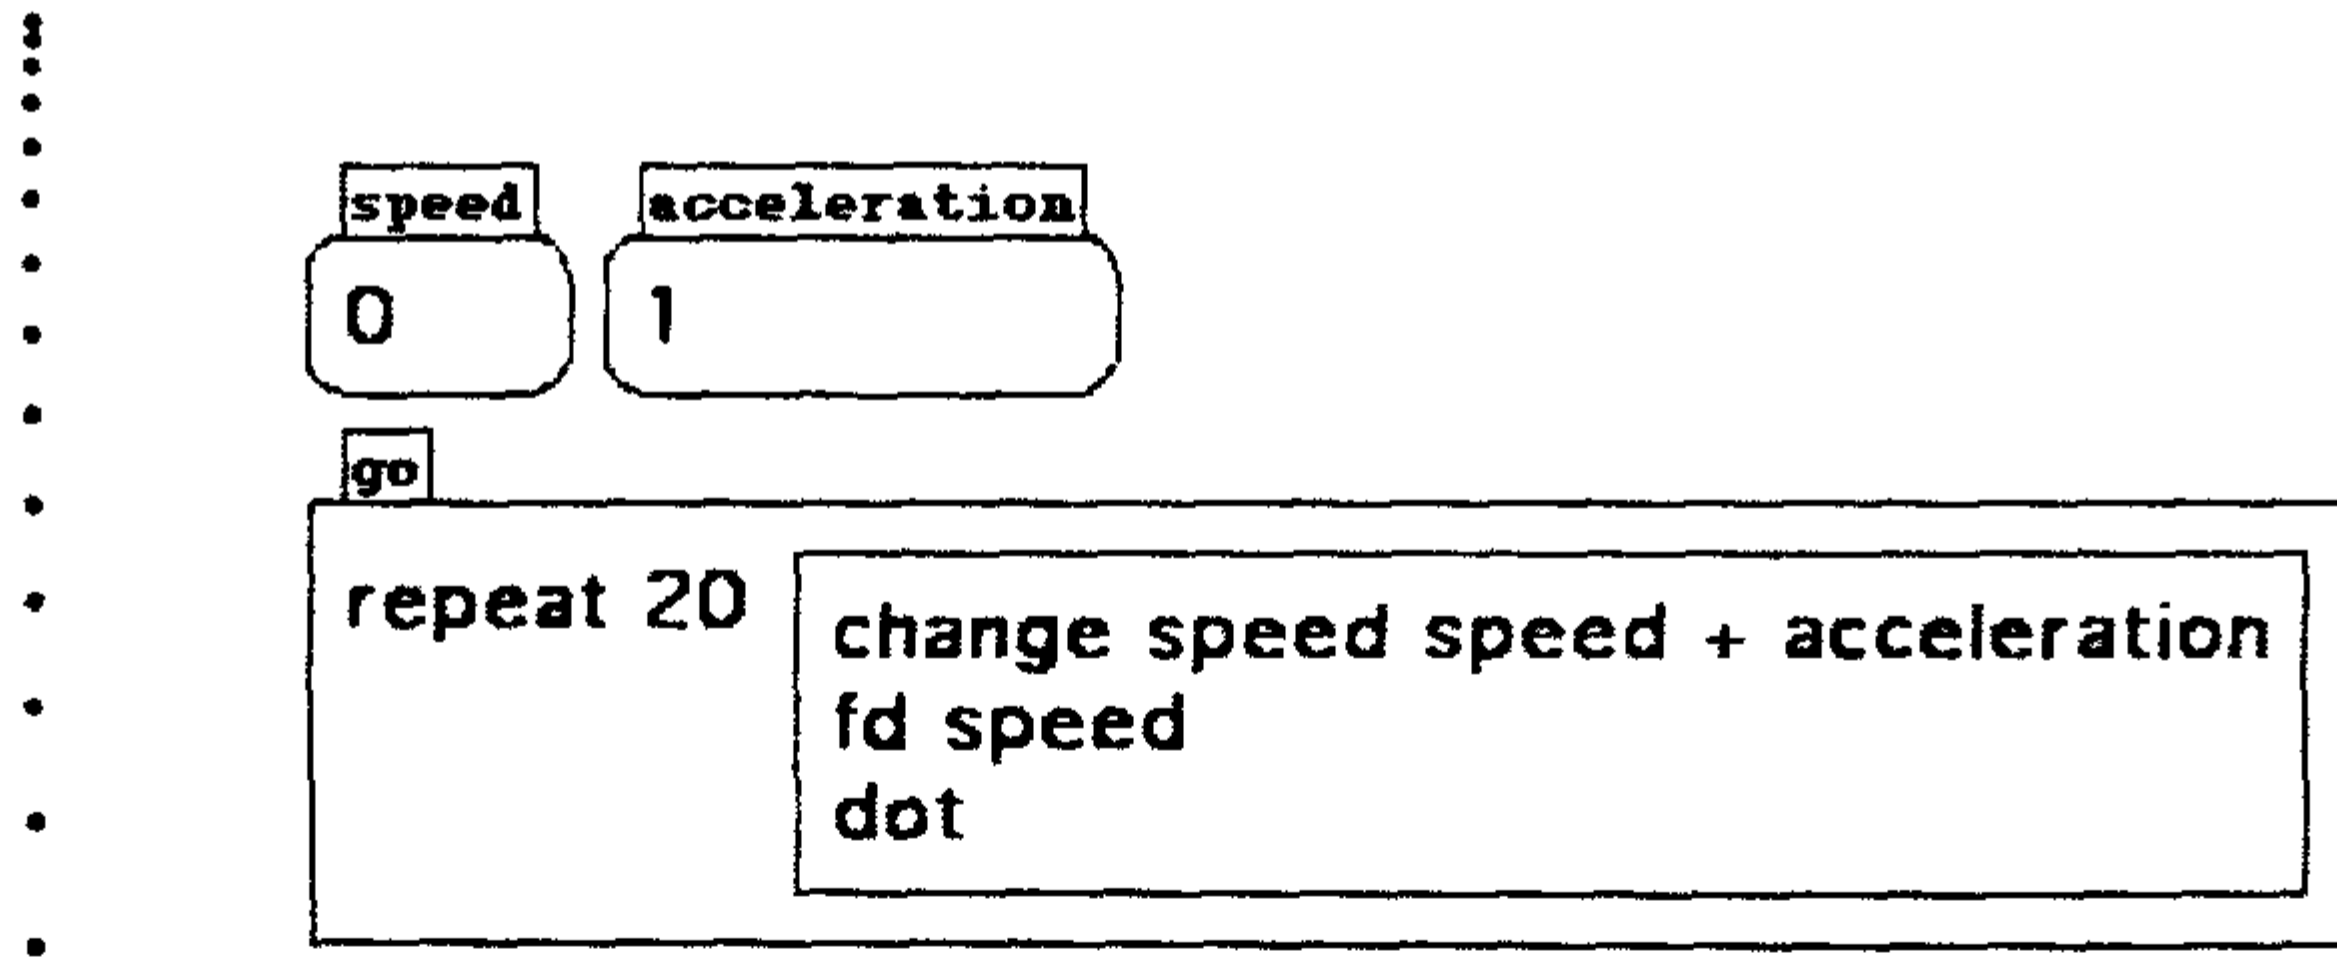 speed acceleration
0 1
go
repeat 20 change speed speed + acceleration
fd speed
dot